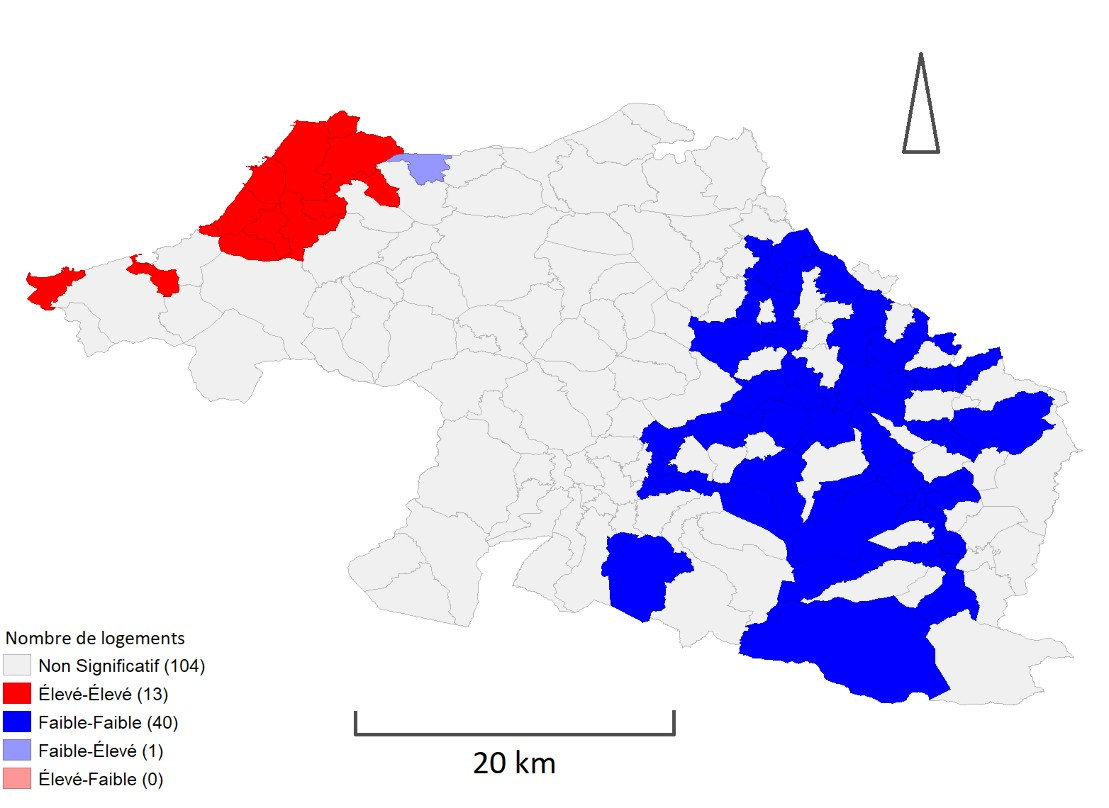 Nombre de logements
Non Significatif (104)
Élevé-Élevé (13)
Faible-Faible (40)
Faible-Élevé (1)
Élevé-Faible (0)
20 km